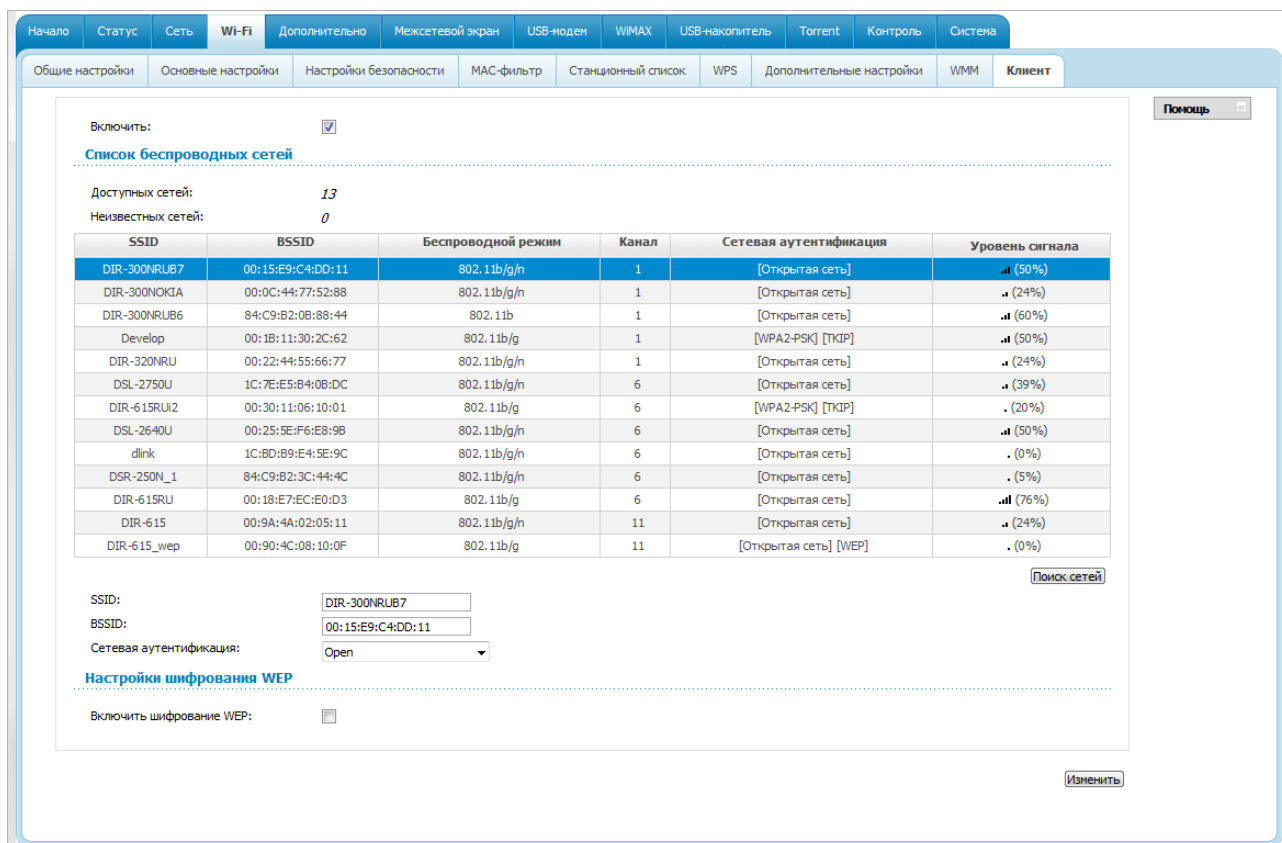 Начало Статус Сеть Wi-Fi Дополнительно Межсетевой экран USB-модем WiMAX USB-накопитель Torrent Контроль Система
Общие настройки Основные настройки Настройки безопасности MAC-фильтр Станционный список WPS Дополнительные настройки WMM Клиент
Помощь
Включить:
Список беспроводных сетей
Доступных сетей: 13
Неизвестных сетей: 0
SSID BSSID Беспроводной режим Канал Сетевая аутентификация Уровень сигнала
DIR-300NRUB7 00:15:E9:C4:DD:11 802.11b/g/n 1 [Открытая сеть] (50%)
DIR-300NOKIA 00:0C:44:77:52:88 802.11b/g/n 1 [Открытая сеть] (24%)
DIR-300NRUB6 84:C9:B2:0B:88:44 802.11b 1 [Открытая сеть] (60%)
Develop 00:1B:11:30:2C:62 802.11b/g 1 [WPA2-PSK] [TKIP] (50%)
DIR-320NRU 00:22:44:55:66:77 802.11b/g/n 1 [Открытая сеть] (24%)
DSL-2750U 1C:7E:E5:B4:0B:DC 802.11b/g/n 6 [Открытая сеть] (39%)
DIR-615RUi2 00:30:11:06:10:01 802.11b/g 6 [WPA2-PSK] [TKIP] (20%)
DSL-2640U 00:25:5E:F6:E8:9B 802.11b/g/n 6 [Открытая сеть] (50%)
dlink 1C:BD:B9:E4:5E:9C 802.11b/g/n 6 [Открытая сеть] (0%)
DSR-250N_1 84:C9:B2:3C:44:4C 802.11b/g/n 6 [Открытая сеть] (5%)
DIR-615RU 00:18:E7:EC:E0:D3 802.11b/g 6 [Открытая сеть] (76%)
DIR-615 00:9A:4A:02:05:11 802.11b/g/n 11 [Открытая сеть] (24%)
DIR-615_wep 00:90:4C:08:10:0F 802.11b/g 11 [Открытая сеть] [WEP] (0%)
Поиск сетей
SSID: DIR-300NRUB7
BSSID: 00:15:E9:C4:DD:11
Сетевая аутентификация: Open
Настройки шифрования WEP
Включить шифрование WEP:
Изменить